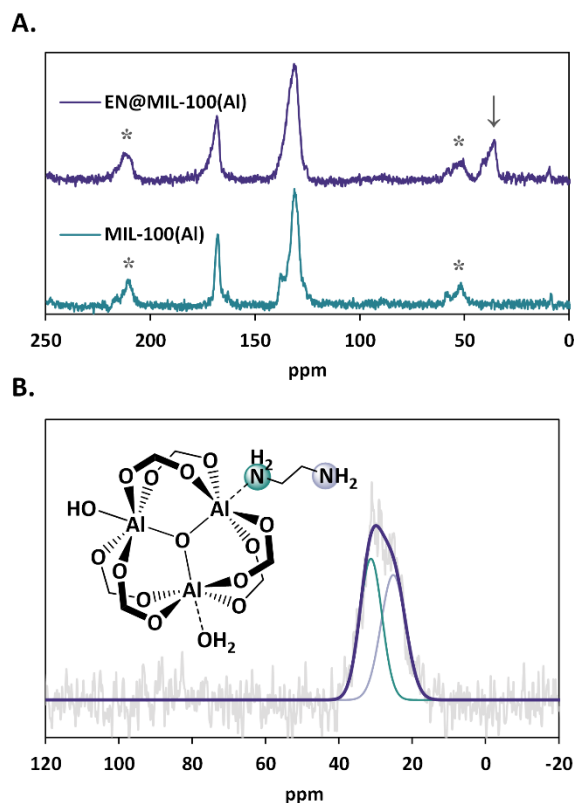 A.
EN@MIL-100(Al)
*
*
↓
MIL-100(Al)
*
*
250 200 150 100 50 0
ppm
B.
H2
N
NH2
O
O
O
O
HO
Al
Al
O
O
O
O
O
Al
O
O
O
O
OH2
120 100 80 60 40 20 0 -20
ppm